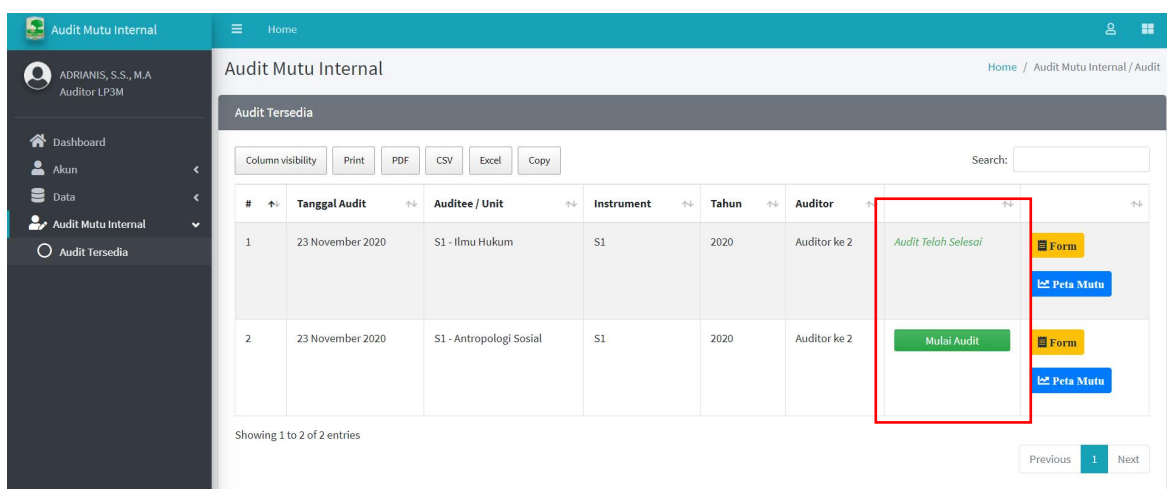 Audit Mutu Internal
Home
ADRIANIS, S.S., M.A
Auditor LP3M
Audit Mutu Internal
Home / Audit Mutu Internal / Audit
Audit Tersedia
Dashboard
Akun
Data
Audit Mutu Internal
Audit Tersedia
Column visibility Print PDF CSV Excel Copy
Search:
# Tanggal Audit Auditee / Unit Instrument Tahun Auditor
1 23 November 2020 S1 - Ilmu Hukum S1 2020 Auditor ke 2 Audit Telah Selesai Form
Peta Mutu
2 23 November 2020 S1 - Antropologi Sosial S1 2020 Auditor ke 2 Mulai Audit Form
Peta Mutu
Showing 1 to 2 of 2 entries
Previous 1 Next